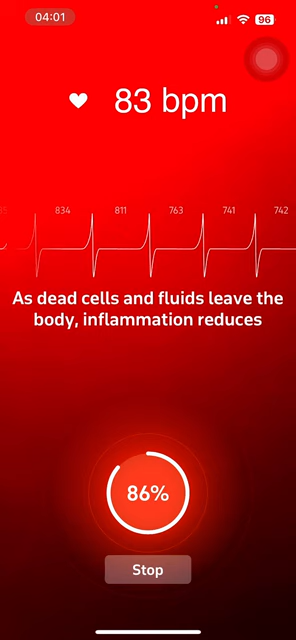 04:01
96
83 bpm
834 811 763 741 742
As dead cells and fluids leave the
body, inflammation reduces
86%
Stop